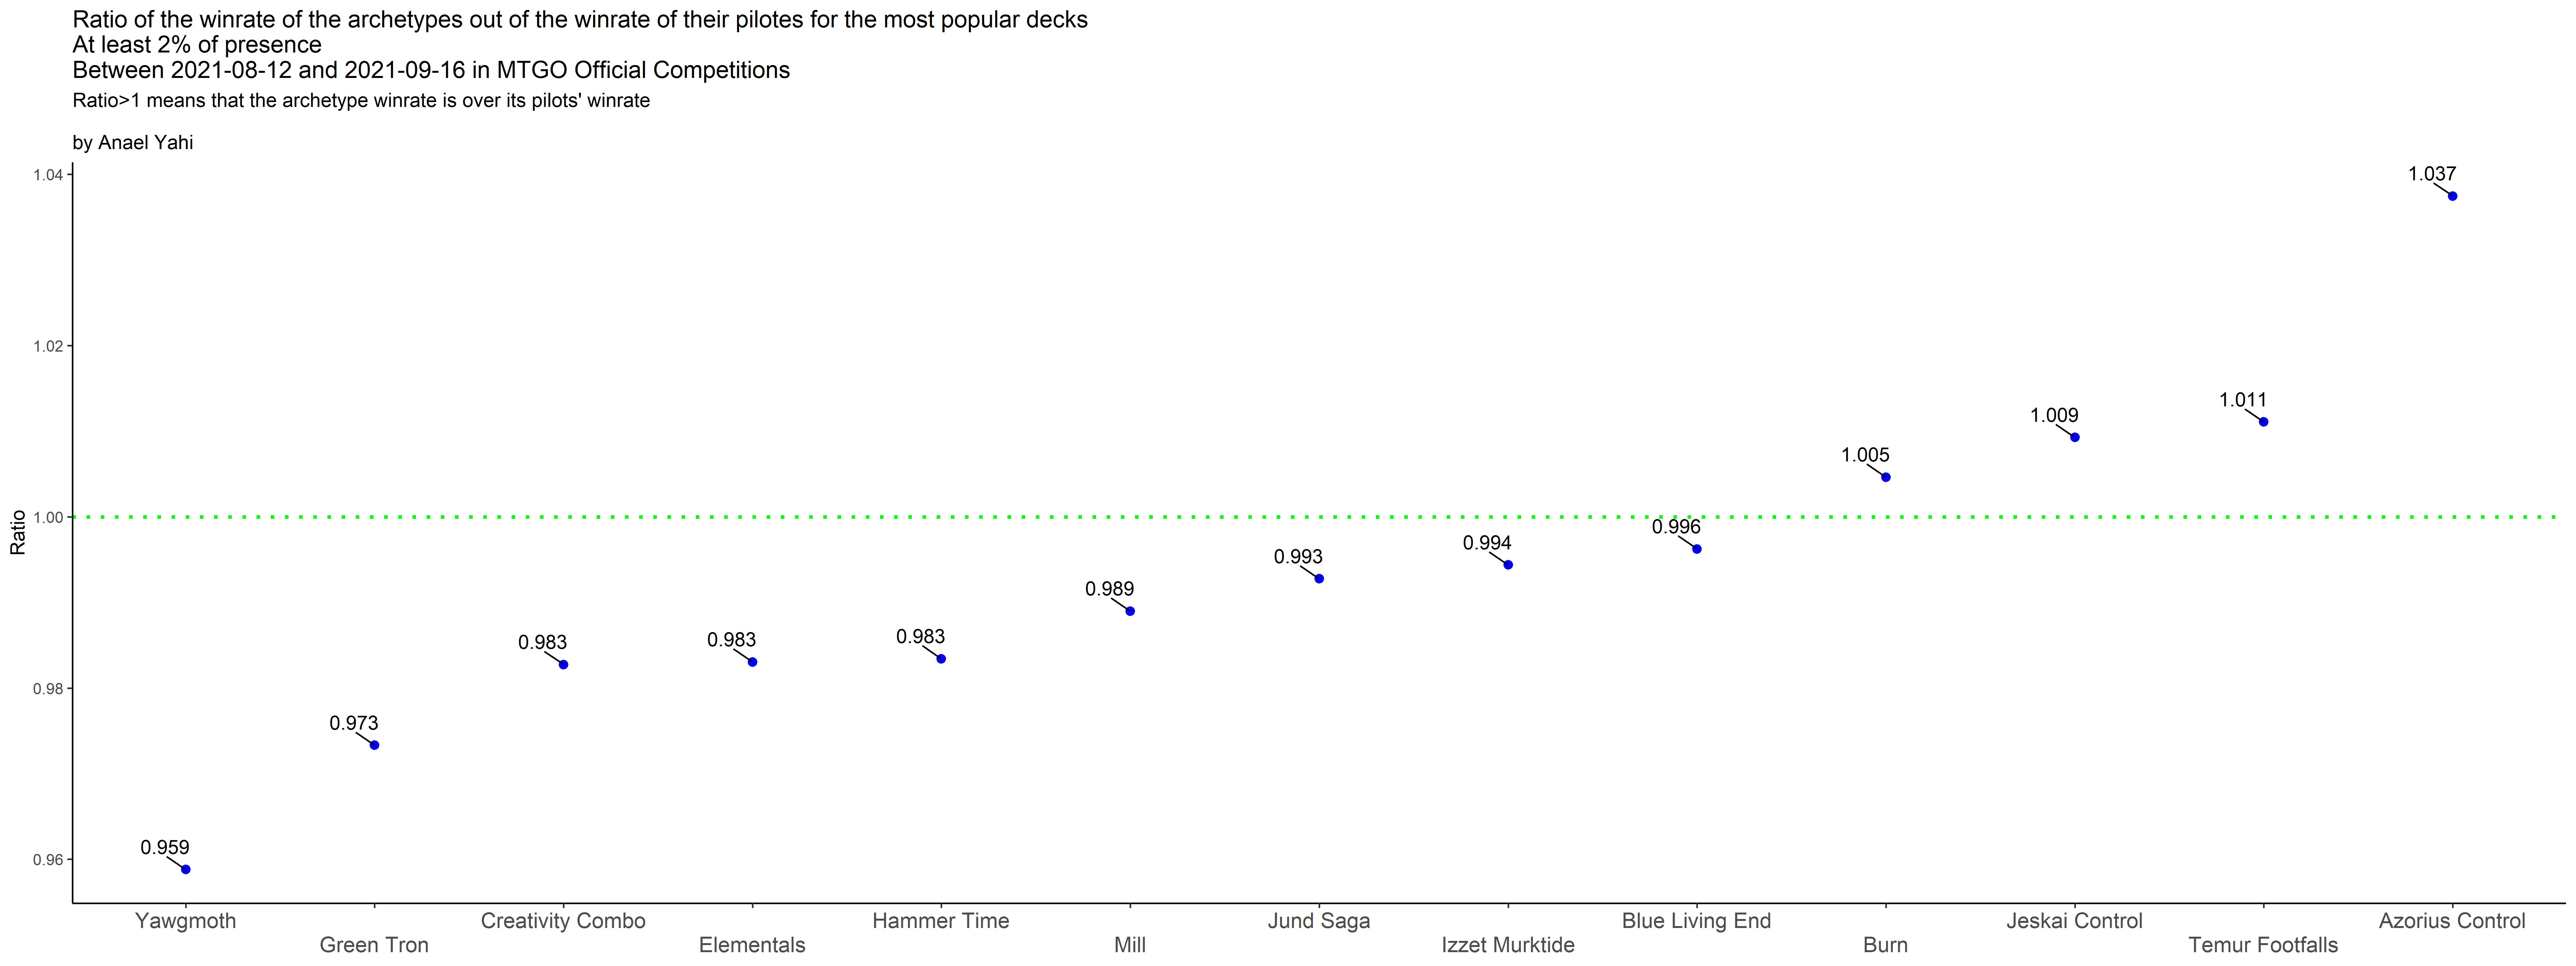 Ratio of the winrate of the archetypes out of the winrate of their pilotes for the most popular decks
At least 2% of presence
Between 2021-08-12 and 2021-09-16 in MTGO Official Competitions
Ratio>1 means that the archetype winrate is over its pilots' winrate
by Anael Yahi
1.04
1.02
1.00
0.98
0.96
Ratio
0.959
0.973
0.983
0.983
0.983
0.989
0.993
0.994
0.996
1.005
1.009
1.011
1.037
Yawgmoth
Green Tron
Creativity Combo
Elementals
Hammer Time
Mill
Jund Saga
Izzet Murktide
Blue Living End
Burn
Jeskai Control
Temur Footfalls
Azorius Control